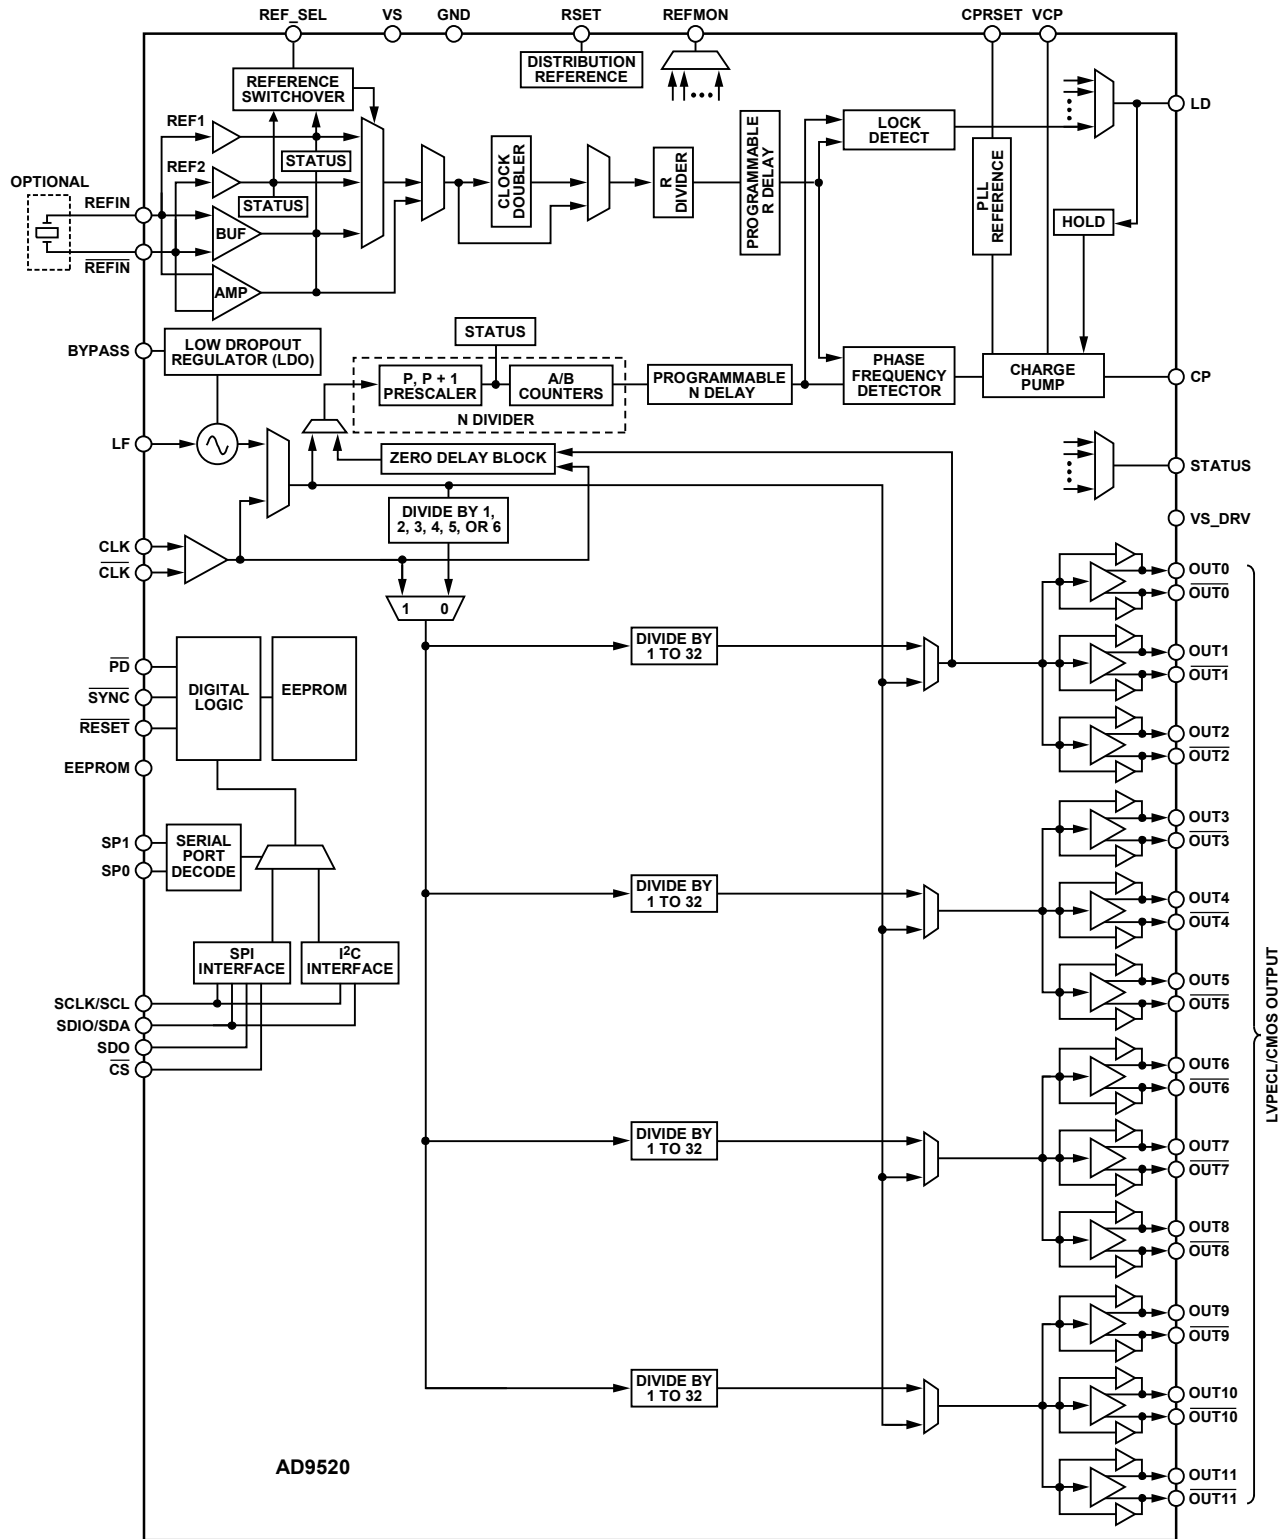 REF_SEL VS GND RSET REFMON CPRSET VCP
DISTRIBUTION
REFERENCE
REFERENCE
SWITCHOVER
REF1
STATUS
REF2
STATUS
OPTIONAL
REFIN
REFIN
BUF
AMP
CLOCK
DOUBLER
R
DIVIDER
PROGRAMMABLE
R DELAY
LOCK
DETECT
LD
PLL
REFERENCE
HOLD
BYPASS
LOW DROPOUT
REGULATOR (LDO)
STATUS
P, P + 1
PRESCALER
A/B
COUNTERS
N DIVIDER
PROGRAMMABLE
N DELAY
PHASE
FREQUENCY
DETECTOR
CHARGE
PUMP
CP
LF
ZERO DELAY BLOCK
STATUS
DIVIDE BY 1,
2, 3, 4, 5, OR 6
VS_DRV
CLK
CLK
1 0
OUT0
OUT0
DIVIDE BY
1 TO 32
OUT1
OUT1
OUT2
OUT2
PD
SYNC
RESET
DIGITAL
LOGIC
EEPROM
EEPROM
SP1
SP0
SERIAL
PORT
DECODE
OUT3
OUT3
DIVIDE BY
1 TO 32
OUT4
OUT4
OUT5
OUT5
SPI
INTERFACE
I2C
INTERFACE
SCLK/SCL
SDIO/SDA
SDO
CS
OUT6
OUT6
DIVIDE BY
1 TO 32
OUT7
OUT7
OUT8
OUT8
OUT9
OUT9
DIVIDE BY
1 TO 32
OUT10
OUT10
OUT11
OUT11
LVPECL/CMOS OUTPUT
AD9520